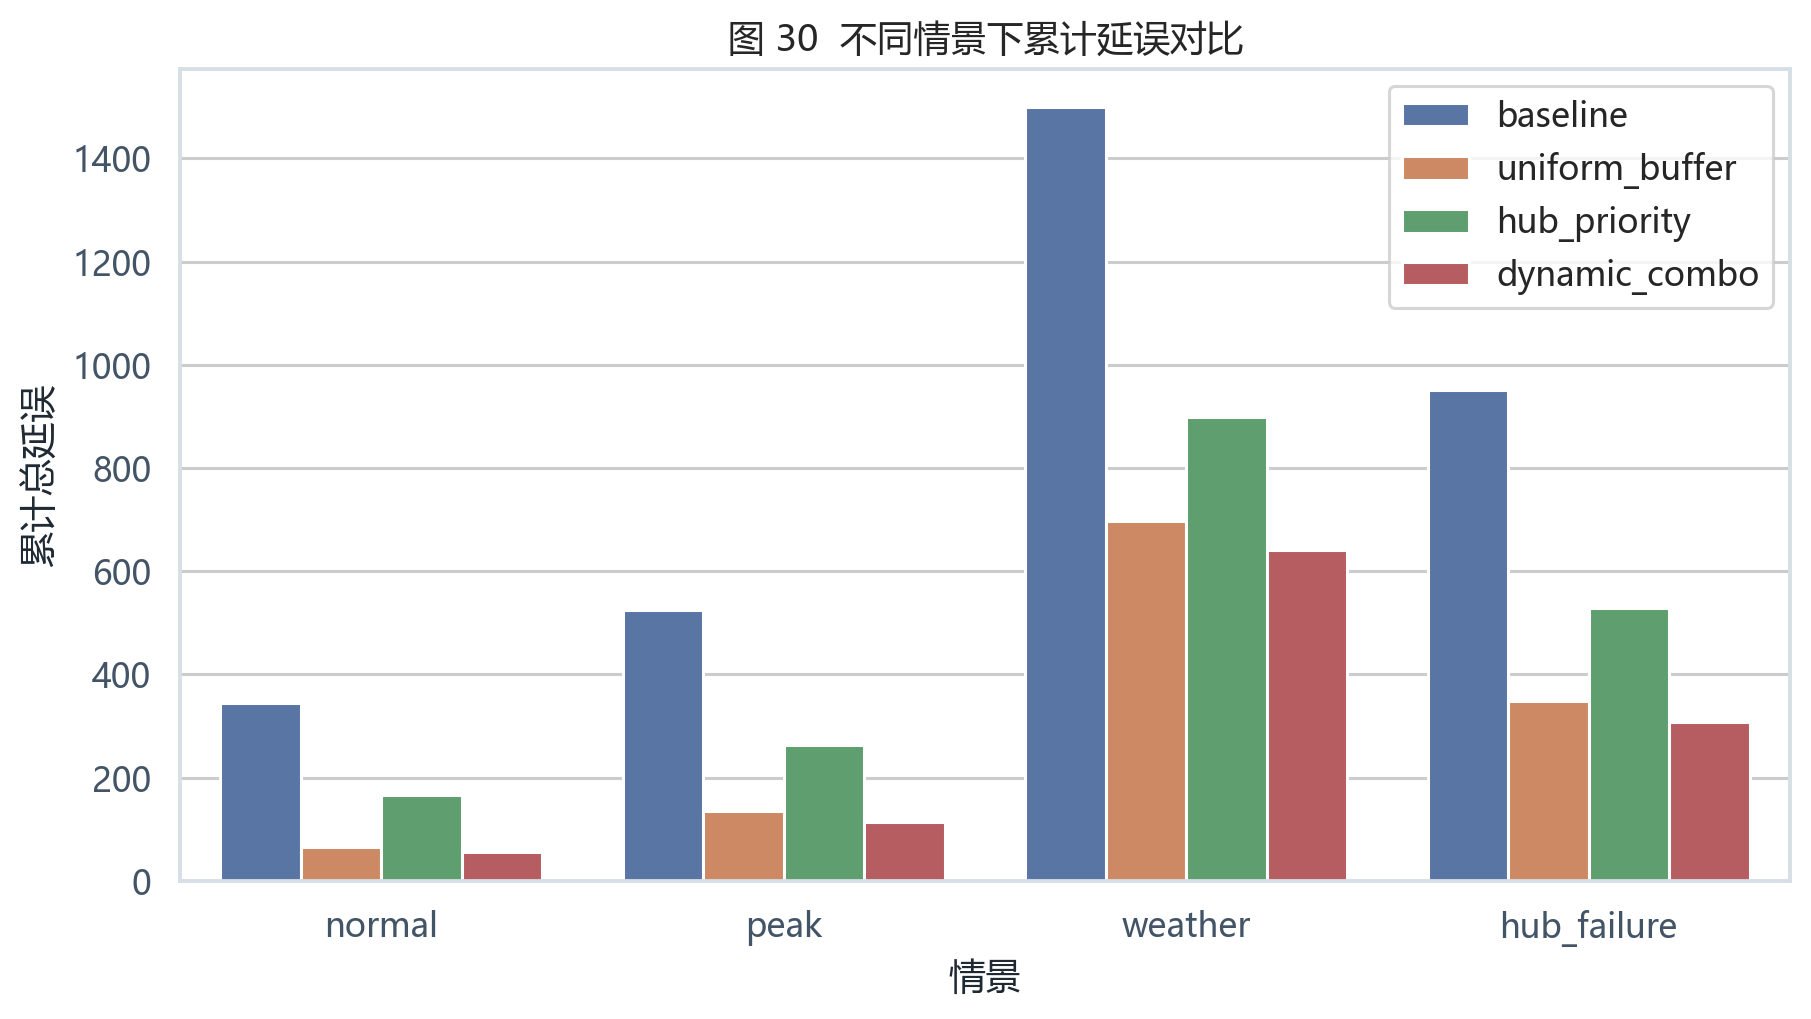 图 30  不同情景下累计延误对比
baseline
uniform_buffer
hub_priority
dynamic_combo
累计总延误
1400
1200
1000
800
600
400
200
0
normal peak weather hub_failure
情景